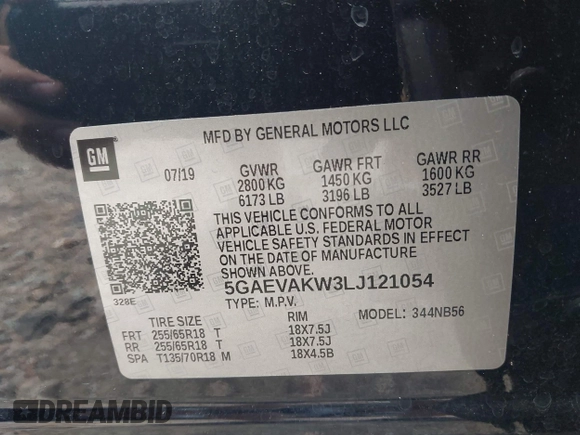 MFD BY GENERAL MOTORS LLC
GM
07/19 GVWR GAWR FRT GAWR RR
2800 KG 1450 KG 1600 KG
6173 LB 3196 LB 3527 LB
THIS VEHICLE CONFORMS TO ALL
APPLICABLE U.S. FEDERAL MOTOR
VEHICLE SAFETY STANDARDS IN EFFECT
ON THE DATE OF MANUFACTURE
SHOWN ABOVE.
328E
5GAEVAKW3LJ121054
TYPE: M.P.V. MODEL: 344NB56
TIRE SIZE RIM
FRT 255/65R18 T 18X7.5J
RR 255/65R18 T 18X7.5J
SPA T135/70R18 M 18X4.5B
DREAMBID